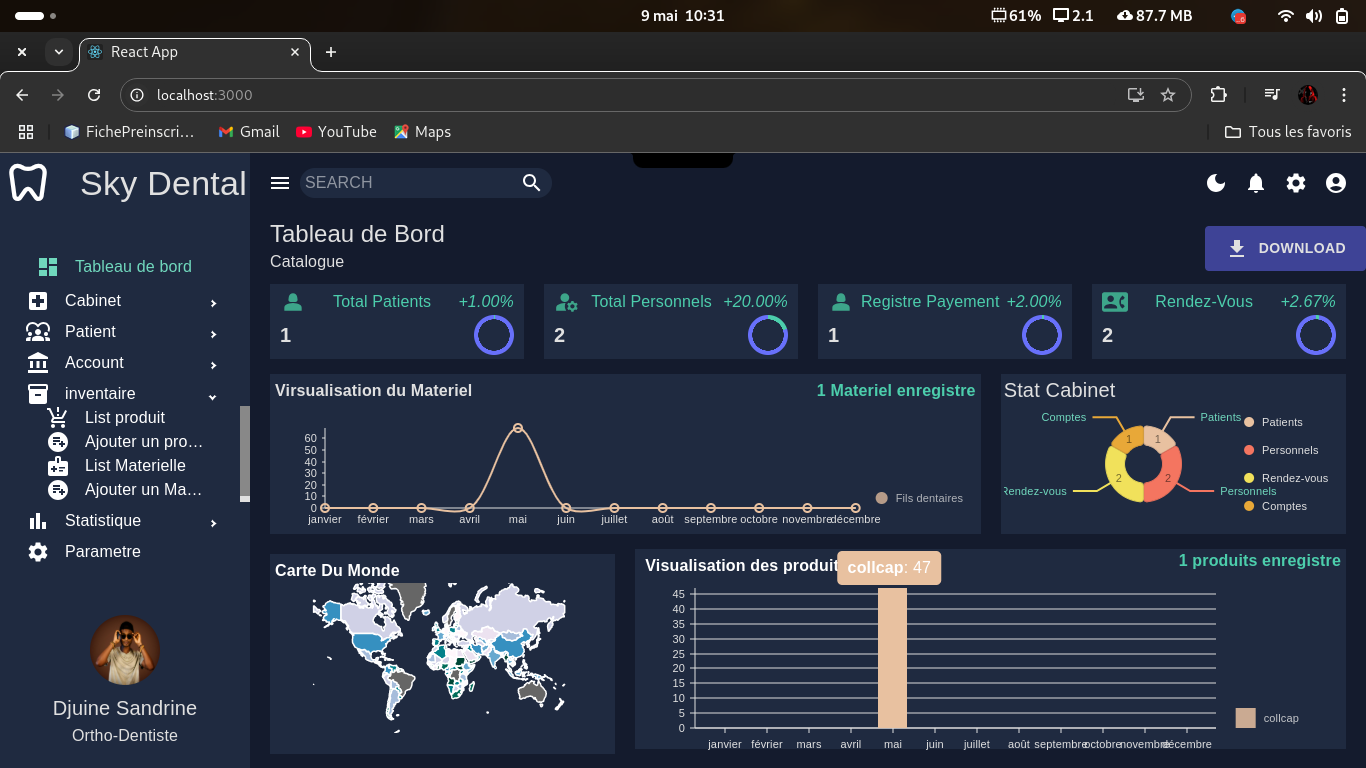 9 mai 10:31
61% 2.1 87.7 MB
React App
localhost:3000
FichePreinscri… Gmail YouTube Maps Tous les favoris
Sky Dental
SEARCH
Tableau de bord
Cabinet
Patient
Account
inventaire
List produit
Ajouter un pro…
List Materielle
Ajouter un Ma…
Statistique
Parametre
Djuine Sandrine
Ortho-Dentiste
Tableau de Bord
Catalogue
DOWNLOAD
Total Patients +1.00%
1
Total Personnels +20.00%
2
Registre Payement +2.00%
1
Rendez-Vous +2.67%
2
Virsualisation du Materiel 1 Materiel enregistre
60
50
40
30
20
10
0
janvier février mars avril mai juin juillet août septembre octobre novembre décembre
Fils dentaires
Stat Cabinet
Comptes Patients
1 1
2 2
Rendez-vous Personnels
Patients
Personnels
Rendez-vous
Comptes
Carte Du Monde
Visualisation des produit 1 produits enregistre
collcap: 47
45
40
35
30
25
20
15
10
5
0
janvier février mars avril mai juin juillet août septembre octobre novembre décembre
collcap